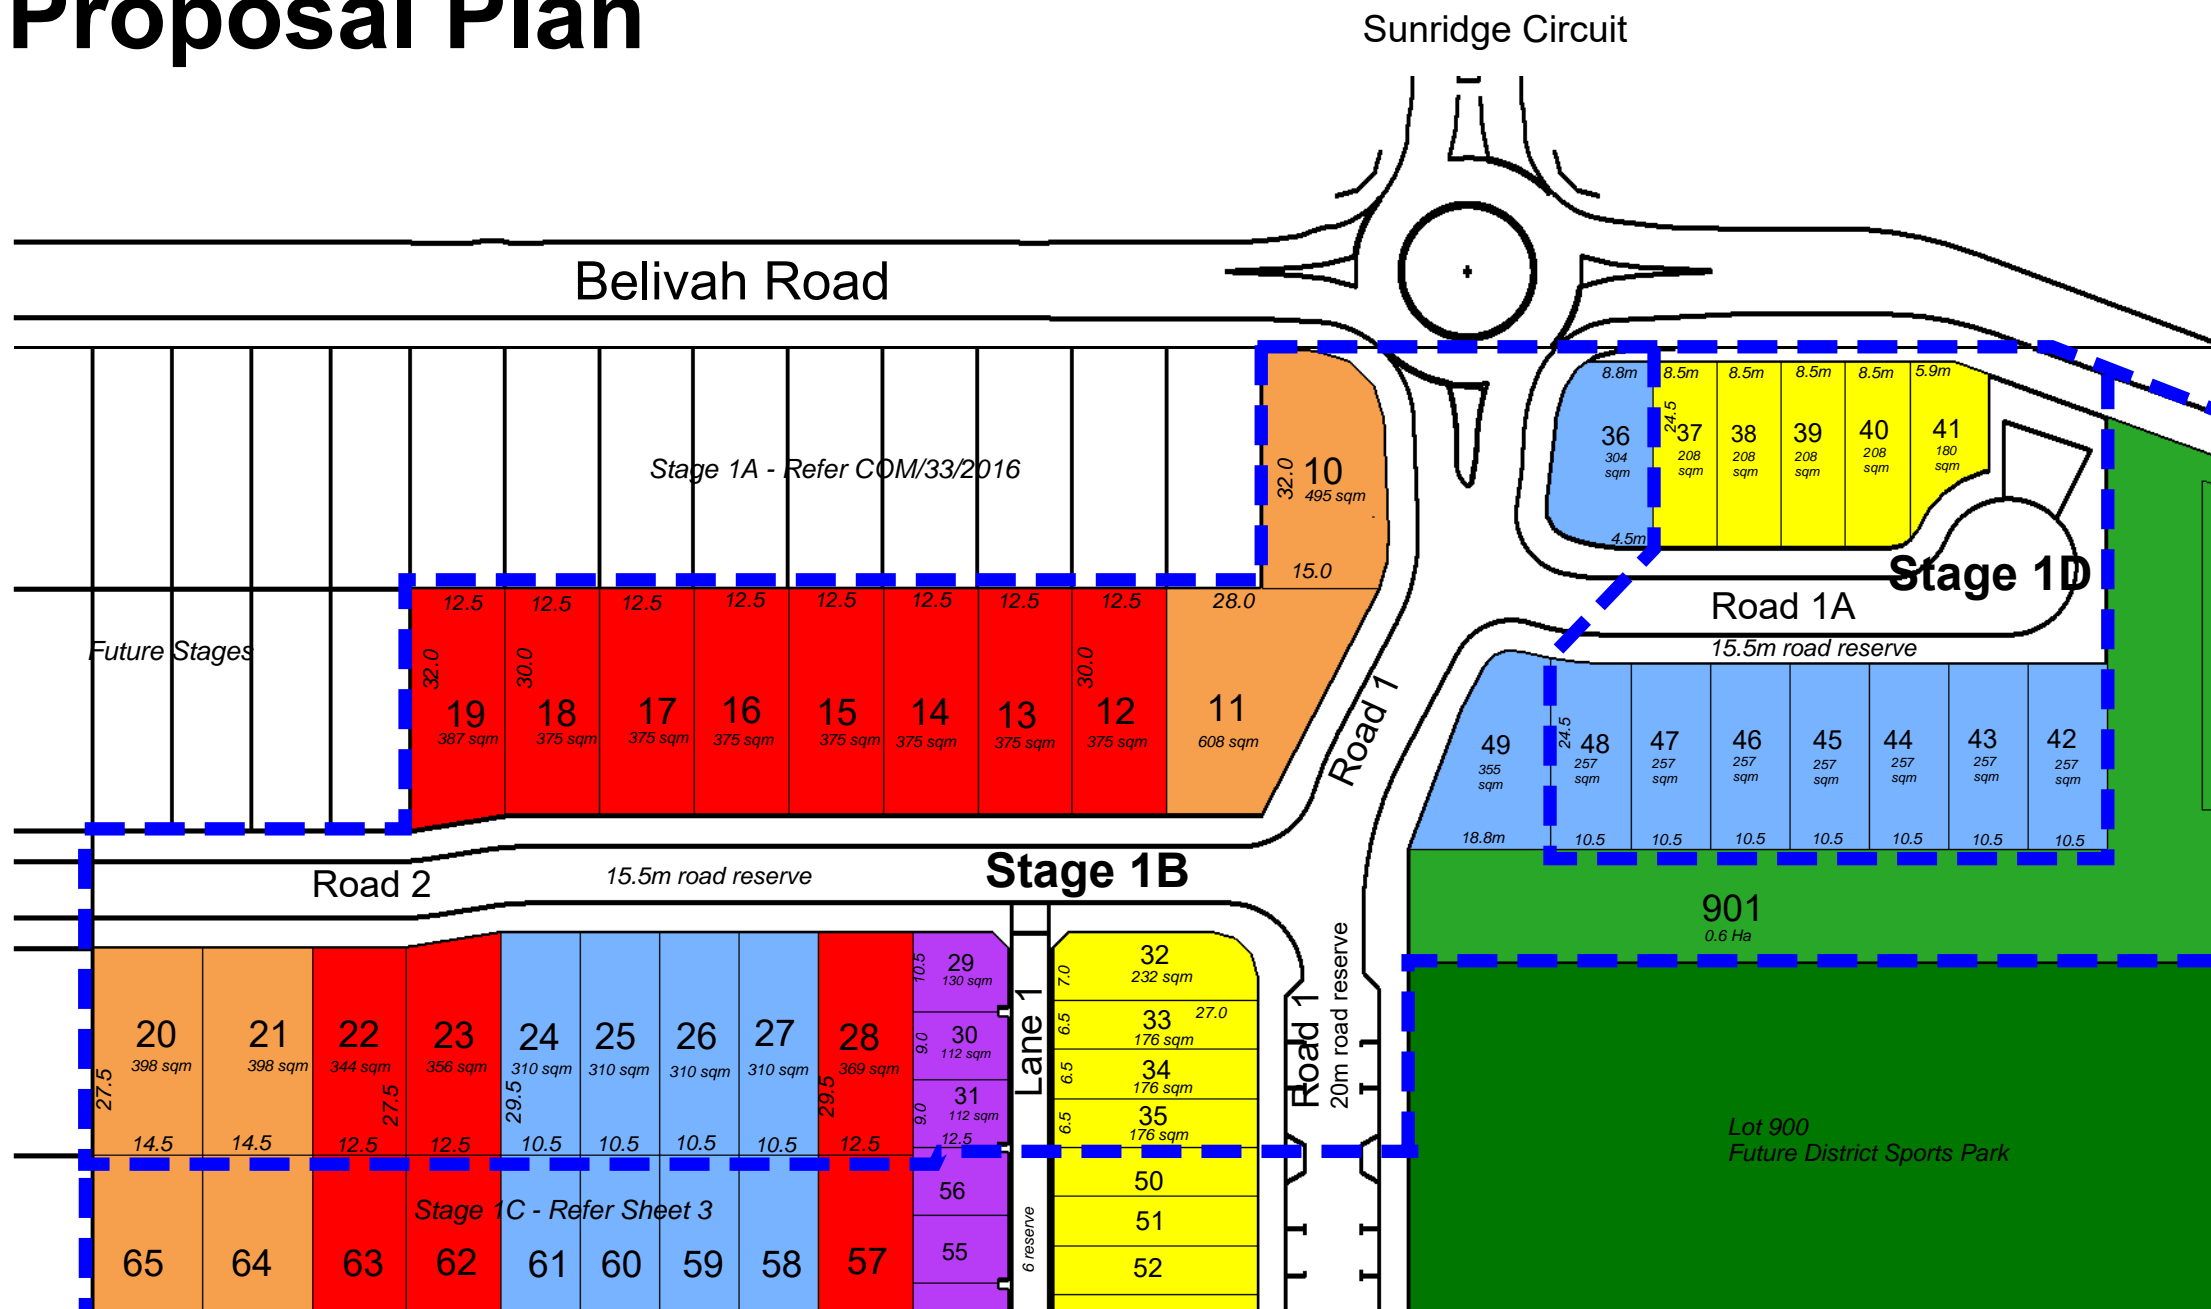 Proposal Plan
Sunridge Circuit
Belivah Road
Stage 1A - Refer COM/33/2016
Future Stages
32.0
10
495 sqm
15.0
8.8m
36
304
sqm
4.5m
8.5m
24.5
37
208
sqm
8.5m
38
208
sqm
8.5m
39
208
sqm
8.5m
40
208
sqm
5.9m
41
180
sqm
Stage 1D
Road 1A
15.5m road reserve
12.5
32.0
19
387 sqm
12.5
30.0
18
375 sqm
12.5
17
375 sqm
12.5
16
375 sqm
12.5
15
375 sqm
12.5
14
375 sqm
12.5
13
375 sqm
12.5
30.0
12
375 sqm
28.0
11
608 sqm
Road 1
49
355
sqm
18.8m
24.5
48
257
sqm
10.5
47
257
sqm
10.5
46
257
sqm
10.5
45
257
sqm
10.5
44
257
sqm
10.5
43
257
sqm
10.5
42
257
sqm
10.5
Road 2
15.5m road reserve
Stage 1B
901
0.6 Ha
27.5
20
398 sqm
14.5
21
398 sqm
14.5
22
344 sqm
27.5
12.5
23
356 sqm
12.5
24
310 sqm
29.5
10.5
25
310 sqm
10.5
26
310 sqm
10.5
27
310 sqm
10.5
28
369 sqm
29.5
12.5
10.5
29
130 sqm
9.0
30
112 sqm
9.0
31
112 sqm
12.5
Lane 1
7.0
32
232 sqm
6.5
33
27.0
176 sqm
6.5
34
176 sqm
6.5
35
176 sqm
Road 1
20m road reserve
Lot 900
Future District Sports Park
Stage 1C - Refer Sheet 3
65
64
63
62
61
60
59
58
57
56
55
6 reserve
50
51
52